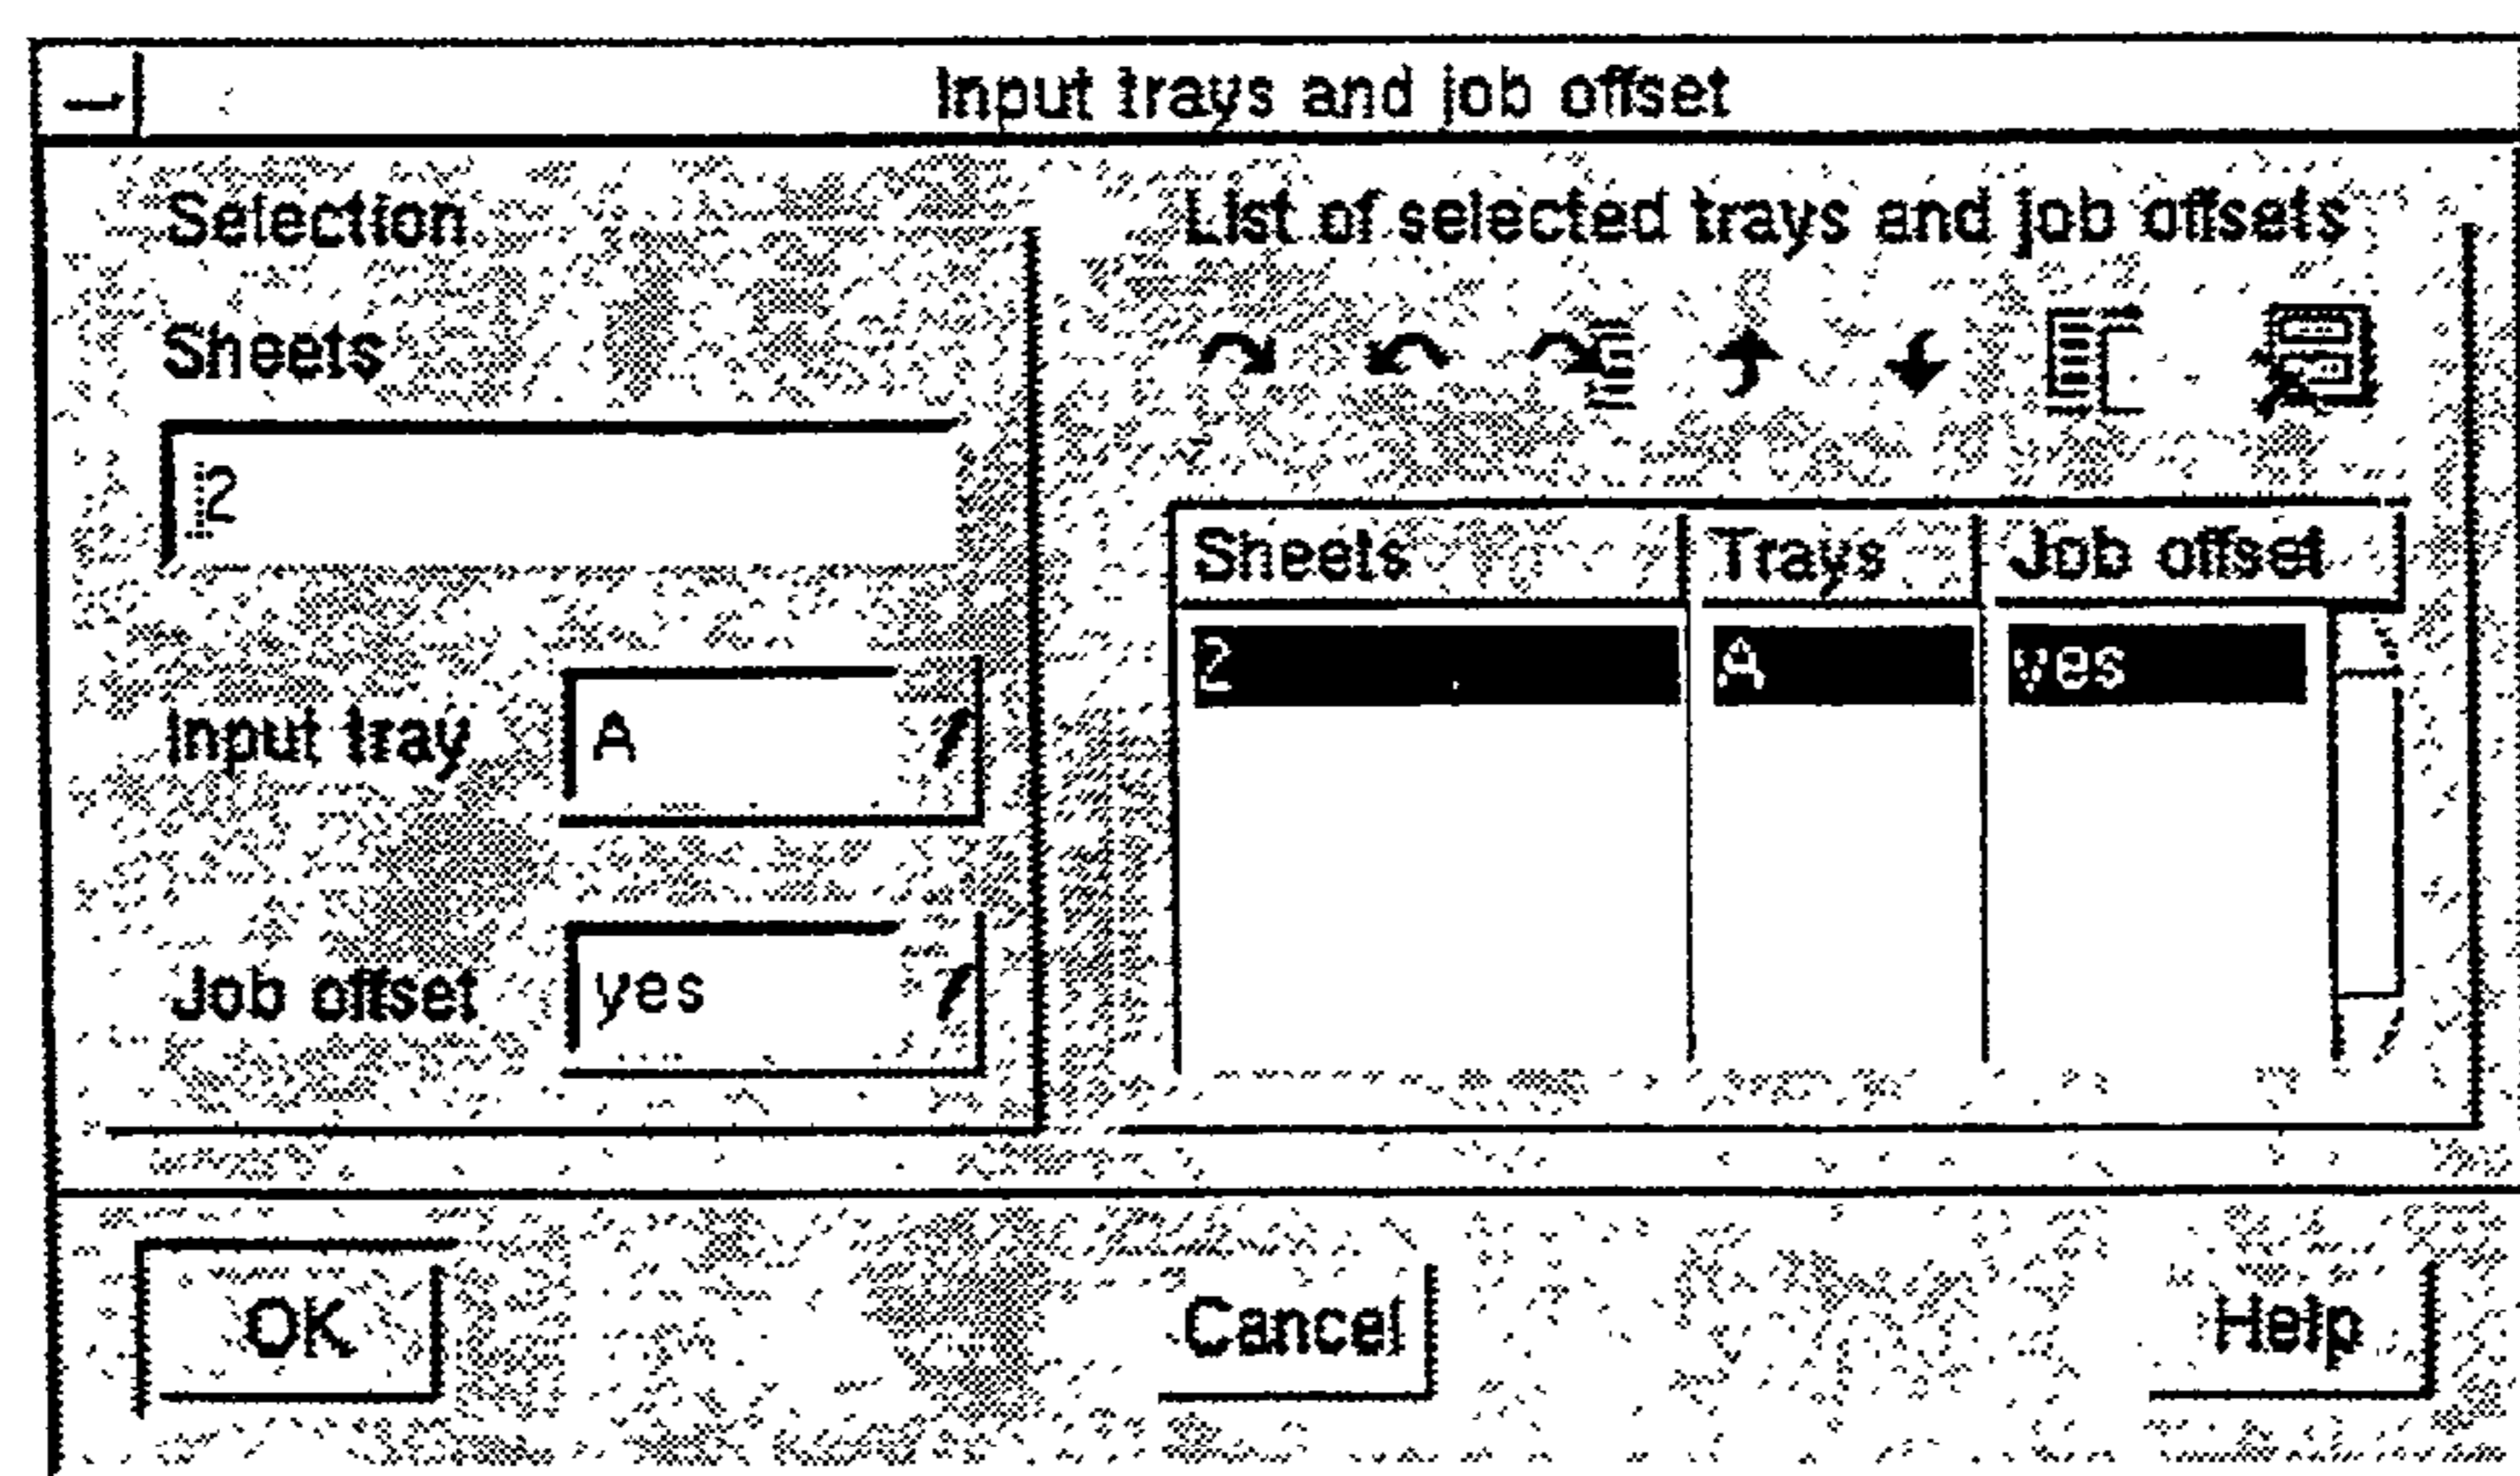 Input trays and job offset
Selection
Sheets
2
Input tray
A
Job offset
yes
List of selected trays and job offsets
Sheets Trays Job offset
2 A yes
OK Cancel Help